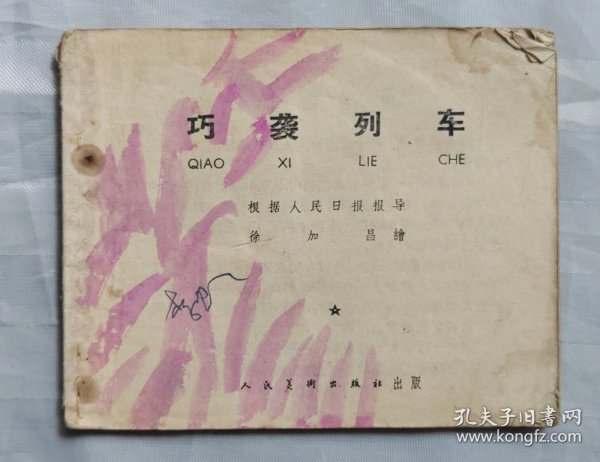 巧袭列车
QIAO XI LIE CHE
根据人民日报报导
徐加昌繪
人民美術出版社出版
孔夫子旧书网
www.kongfz.com